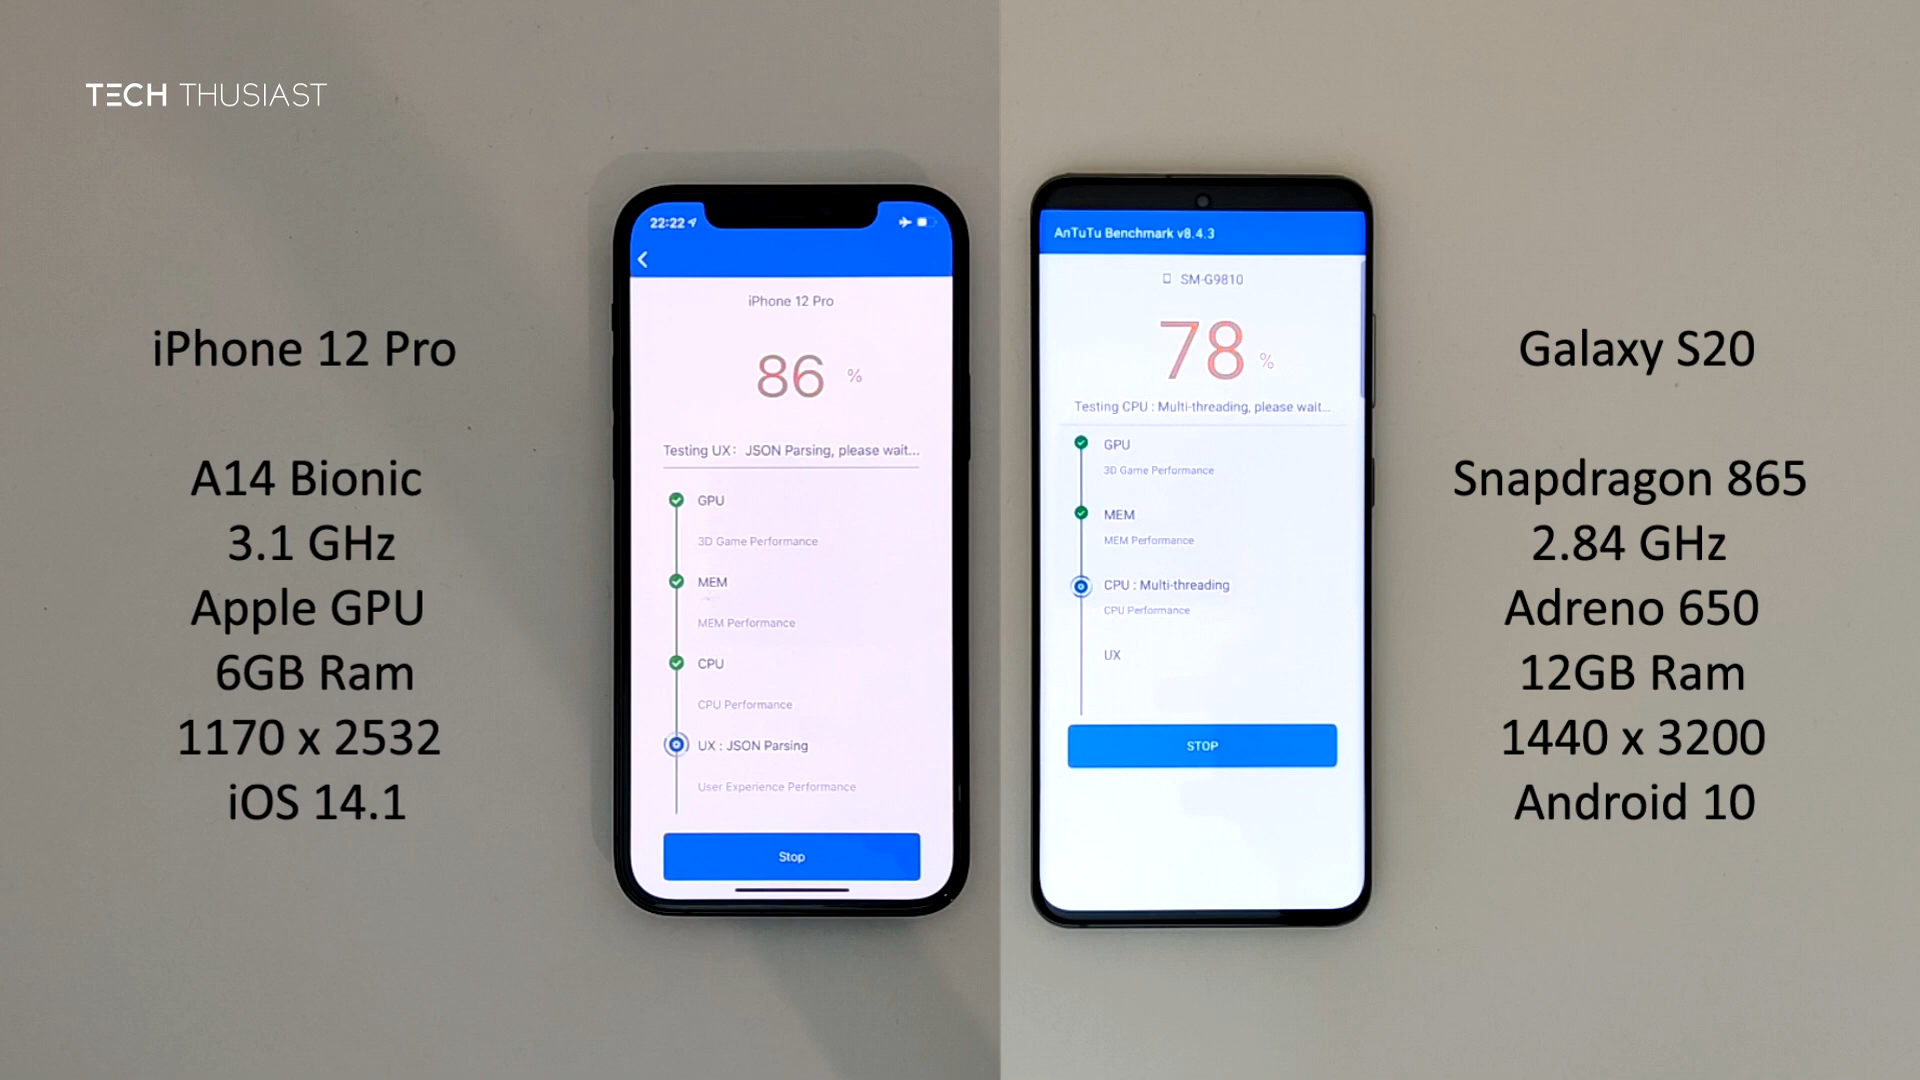 TECH THUSIAST
iPhone 12 Pro
A14 Bionic
3.1 GHz
Apple GPU
6GB Ram
1170 x 2532
iOS 14.1
22:22
iPhone 12 Pro
86 %
Testing UX: JSON Parsing, please wait...
GPU
3D Game Performance
MEM
MEM Performance
CPU
CPU Performance
UX : JSON Parsing
User Experience Performance
Stop
AnTuTu Benchmark v8.4.3
SM-G9810
78 %
Testing CPU : Multi-threading, please wait...
GPU
3D Game Performance
MEM
MEM Performance
CPU : Multi-threading
CPU Performance
UX
STOP
Galaxy S20
Snapdragon 865
2.84 GHz
Adreno 650
12GB Ram
1440 x 3200
Android 10